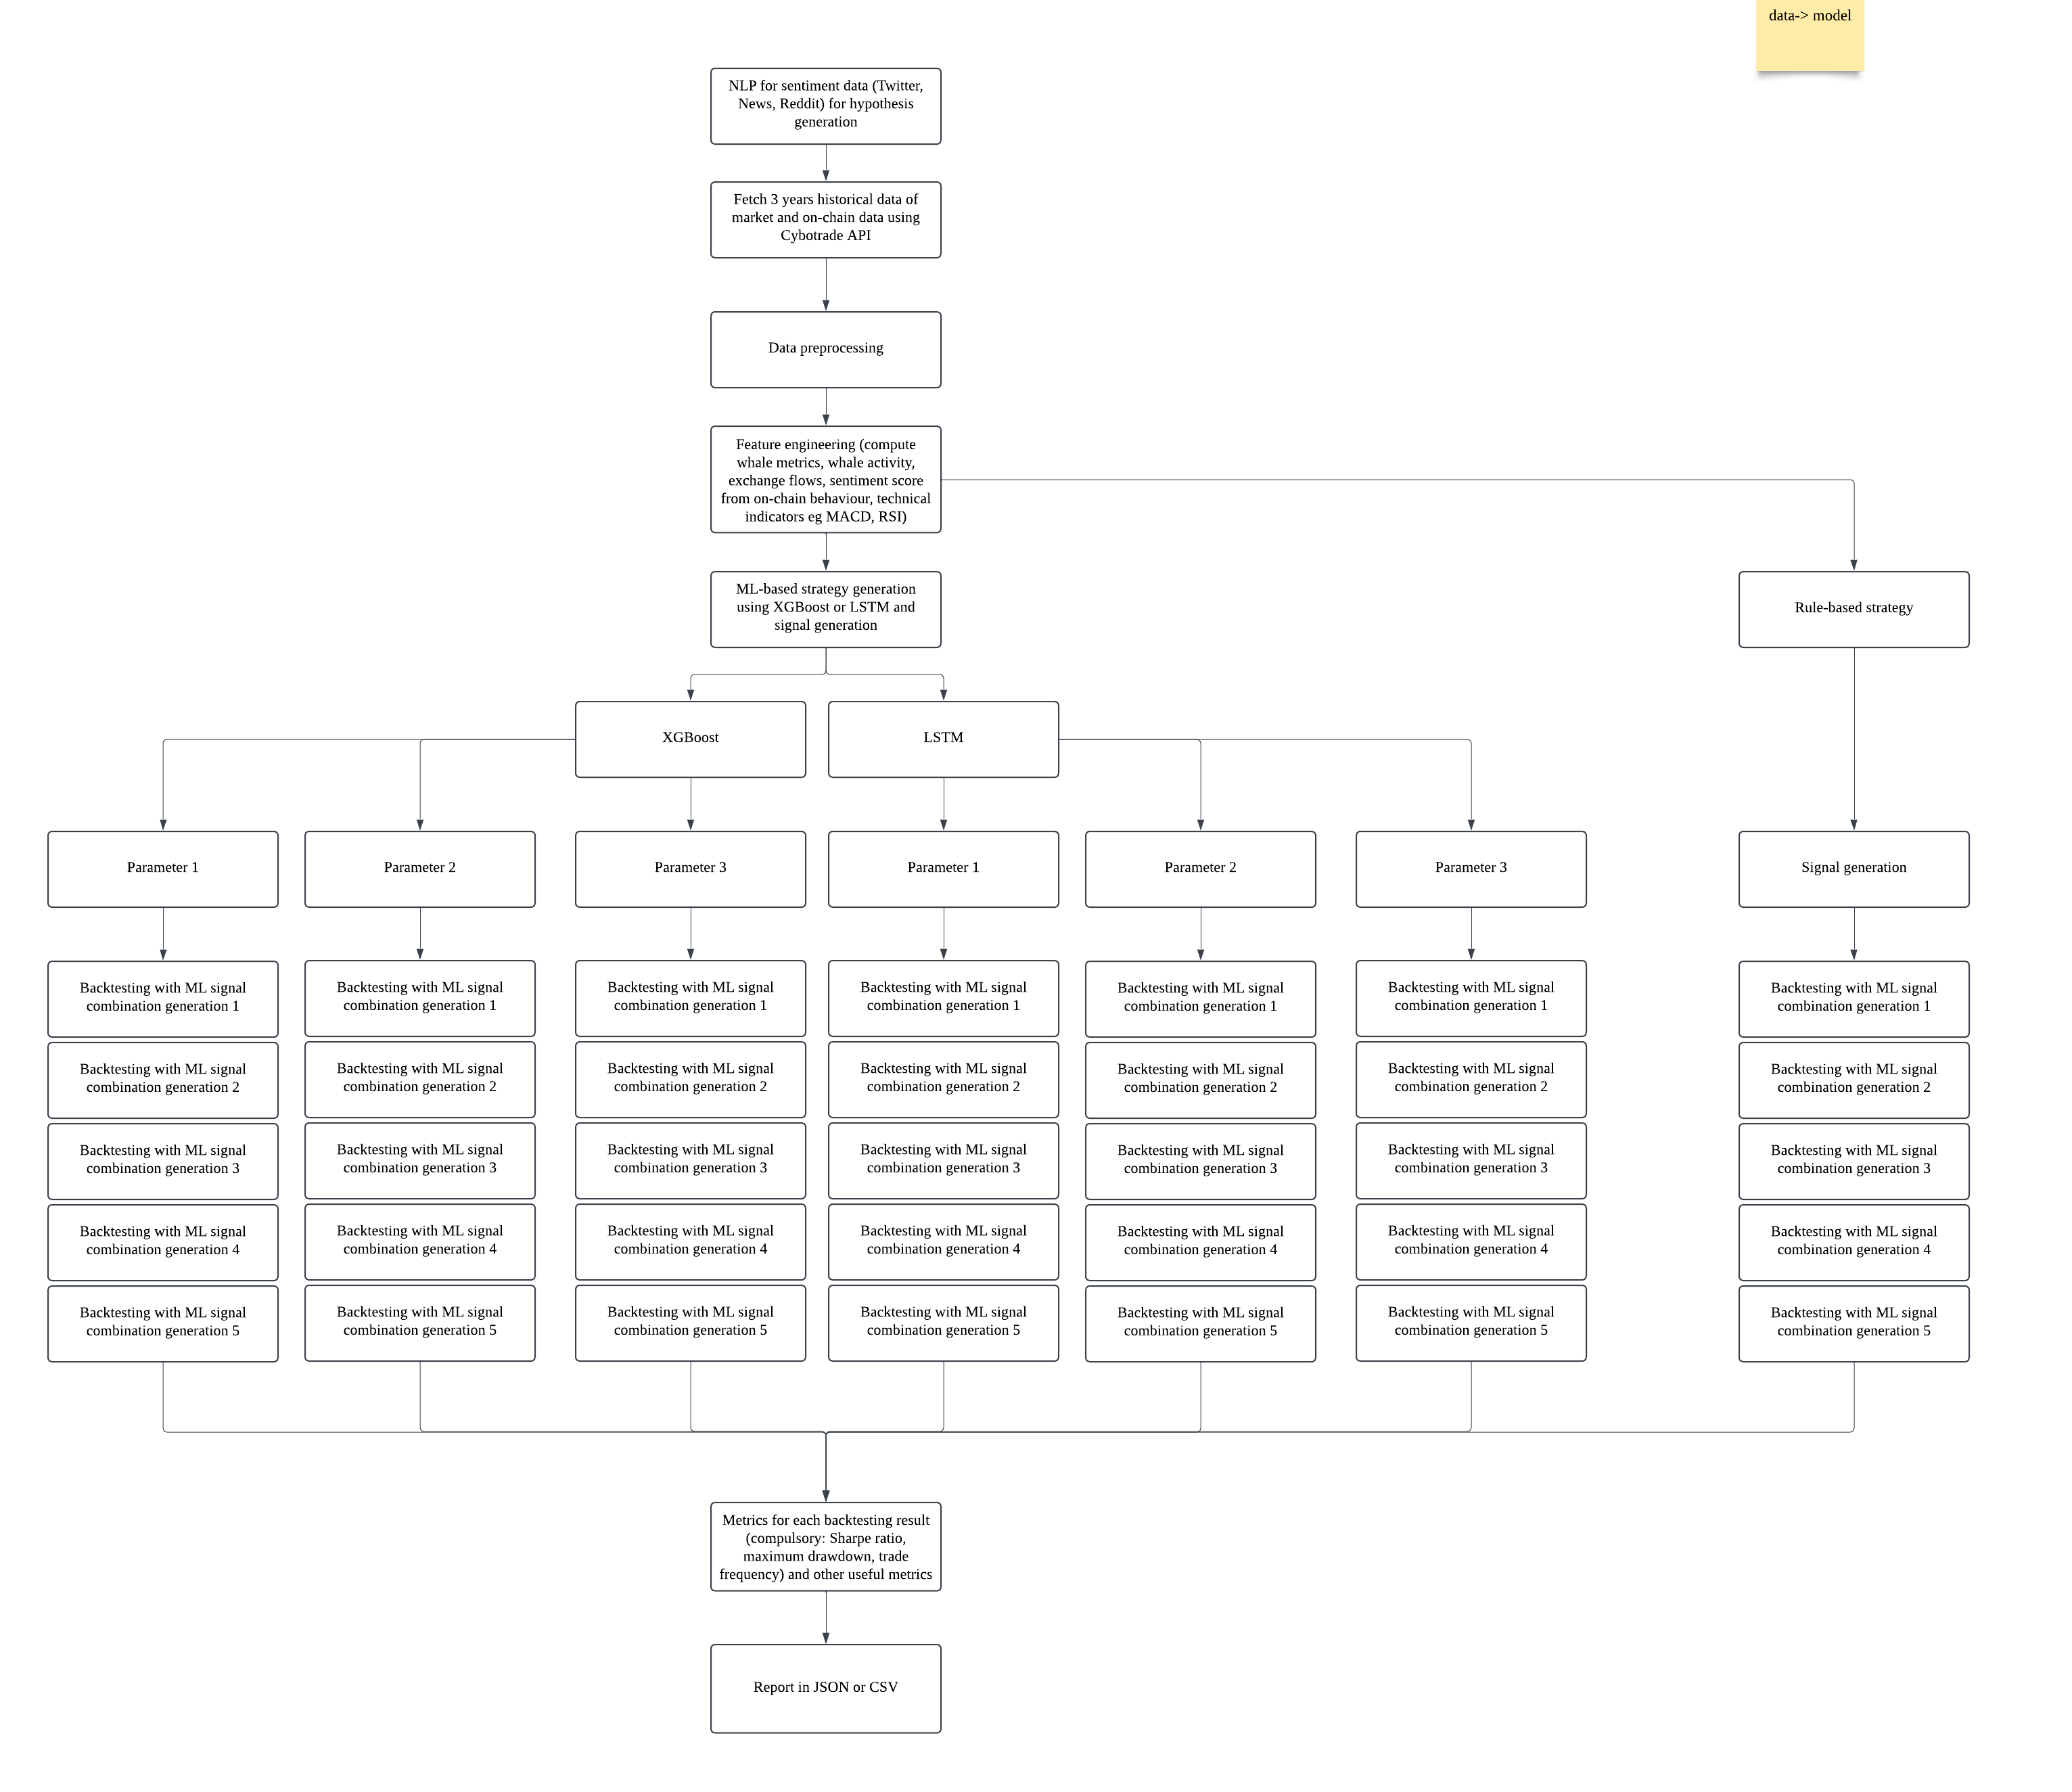 data-> model
NLP for sentiment data (Twitter,
News, Reddit) for hypothesis
generation
Fetch 3 years historical data of
market and on-chain data using
Cybotrade API
Data preprocessing
Feature engineering (compute
whale metrics, whale activity,
exchange flows, sentiment score
from on-chain behaviour, technical
indicators eg MACD, RSI)
ML-based strategy generation
using XGBoost or LSTM and
signal generation
Rule-based strategy
XGBoost
LSTM
Parameter 1
Parameter 2
Parameter 3
Parameter 1
Parameter 2
Parameter 3
Signal generation
Backtesting with ML signal
combination generation 1
Backtesting with ML signal
combination generation 1
Backtesting with ML signal
combination generation 1
Backtesting with ML signal
combination generation 1
Backtesting with ML signal
combination generation 1
Backtesting with ML signal
combination generation 1
Backtesting with ML signal
combination generation 1
Backtesting with ML signal
combination generation 2
Backtesting with ML signal
combination generation 2
Backtesting with ML signal
combination generation 2
Backtesting with ML signal
combination generation 2
Backtesting with ML signal
combination generation 2
Backtesting with ML signal
combination generation 2
Backtesting with ML signal
combination generation 2
Backtesting with ML signal
combination generation 3
Backtesting with ML signal
combination generation 3
Backtesting with ML signal
combination generation 3
Backtesting with ML signal
combination generation 3
Backtesting with ML signal
combination generation 3
Backtesting with ML signal
combination generation 3
Backtesting with ML signal
combination generation 3
Backtesting with ML signal
combination generation 4
Backtesting with ML signal
combination generation 4
Backtesting with ML signal
combination generation 4
Backtesting with ML signal
combination generation 4
Backtesting with ML signal
combination generation 4
Backtesting with ML signal
combination generation 4
Backtesting with ML signal
combination generation 4
Backtesting with ML signal
combination generation 5
Backtesting with ML signal
combination generation 5
Backtesting with ML signal
combination generation 5
Backtesting with ML signal
combination generation 5
Backtesting with ML signal
combination generation 5
Backtesting with ML signal
combination generation 5
Backtesting with ML signal
combination generation 5
Metrics for each backtesting result
(compulsory: Sharpe ratio,
maximum drawdown, trade
frequency) and other useful metrics
Report in JSON or CSV